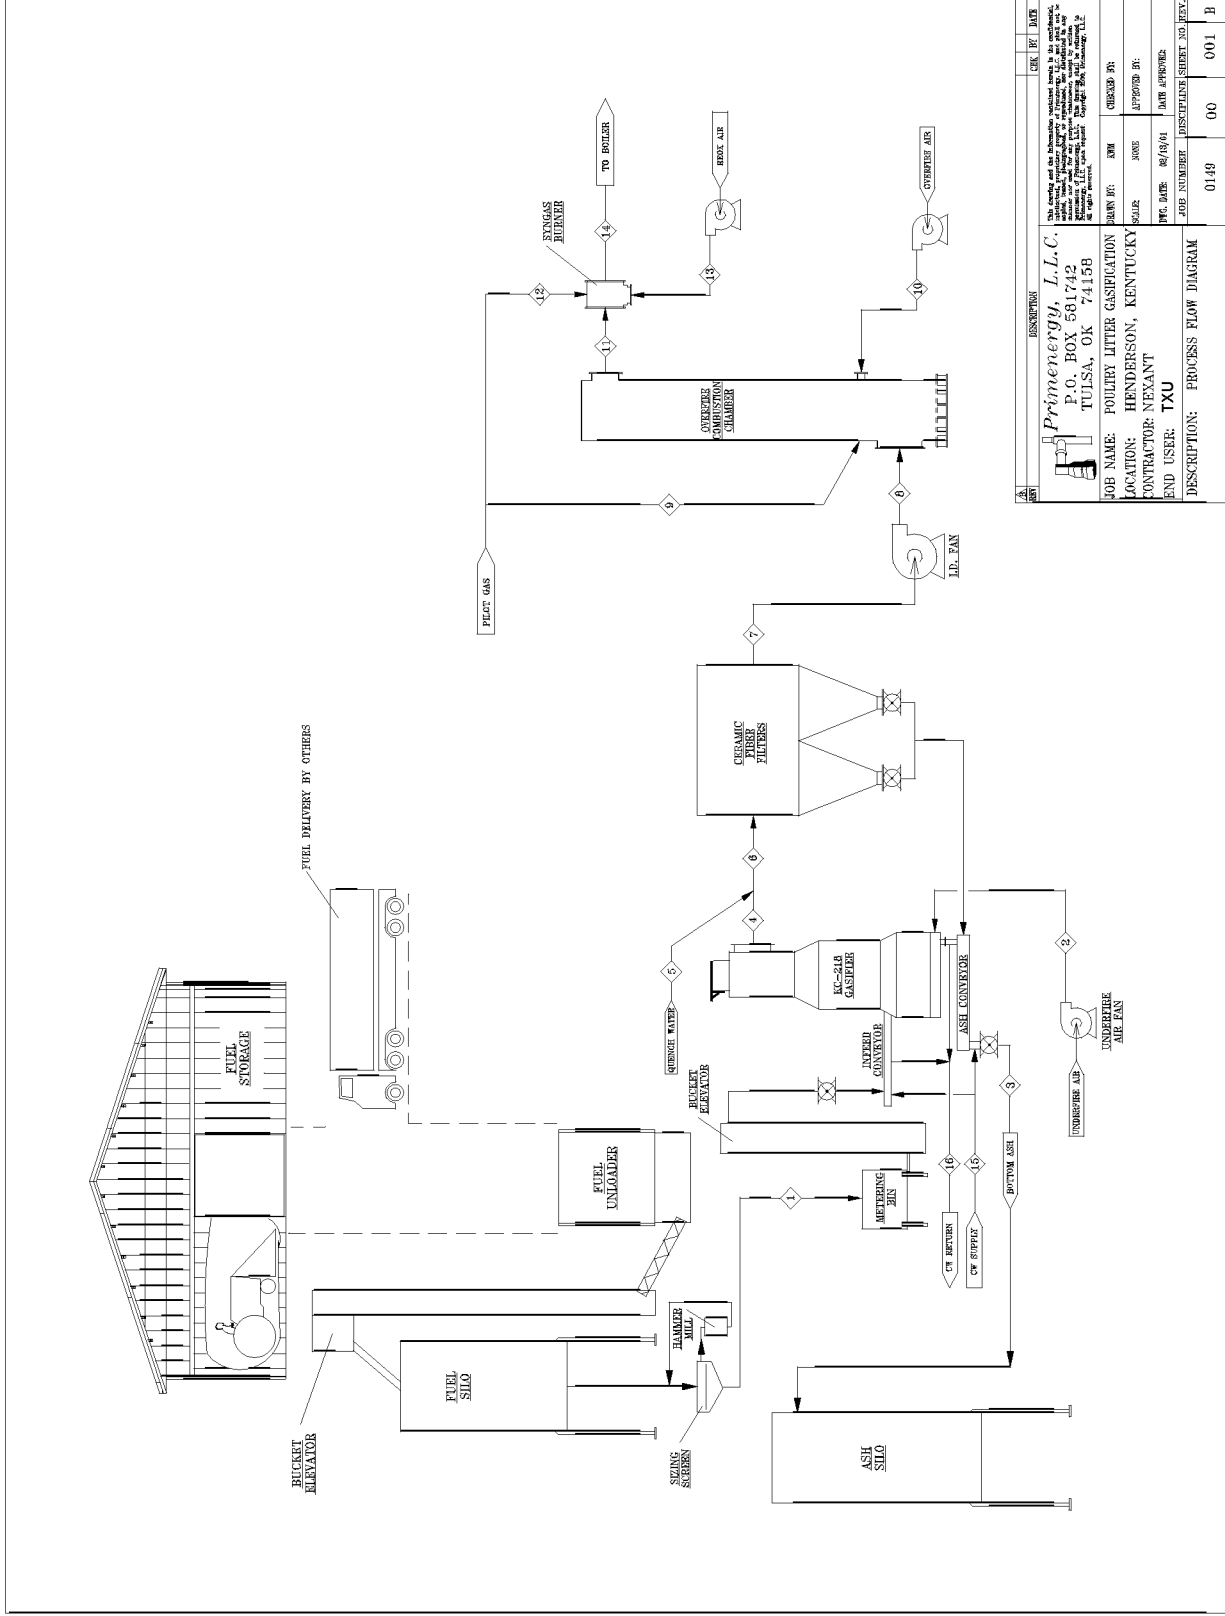 FUEL
STORAGE
FUEL DELIVERY BY OTHERS
BUCKET
ELEVATOR
FUEL
SILO
FUEL
UNLOADER
HAMMER
MILL
SIZING
SCREEN
1
METERING
BIN
BUCKET
ELEVATOR
INFEED
CONVEYOR
KC-218
GASIFIER
ASH CONVEYOR
QUENCH WATER
5
4
6
CERAMIC
FIBER
FILTERS
7
I.D. FAN
8
PILOT GAS
9
OVERFIRE
COMBUSTION
CHAMBER
10
OVERFIRE AIR
11
12
SYNGAS
BURNER
13
REOX AIR
14
TO BOILER
2
UNDERFIRE
AIR FAN
UNDERFIRE AIR
3
BOTTOM ASH
16
15
CW RETURN
CW SUPPLY
ASH
SILO
REV
DESCRIPTION
CHK
BY
DATE
Primenergy, L.L.C.
P.O. BOX 581742
TULSA, OK 74158
JOB NAME: POULTRY LITTER GASIFICATION
LOCATION: HENDERSON, KENTUCKY
CONTRACTOR: NEXANT
END USER: TXU
DESCRIPTION: PROCESS FLOW DIAGRAM
DRAWN BY: KWM
CHECKED BY:
SCALE: NONE
APPROVED BY:
DWG. DATE:
DATE APPROVED:
JOB NUMBER
DISCIPLINE
SHEET NO.
REV.
0149
00
001
B